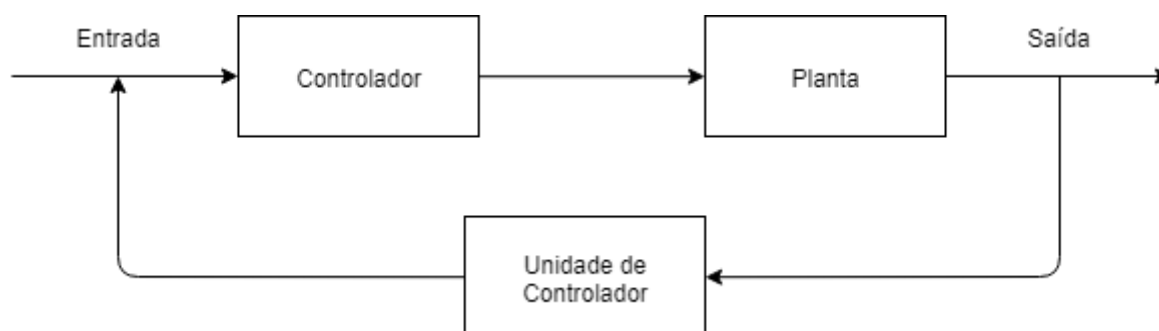 Entrada
Saída
Controlador
Planta
Unidade de
Controlador